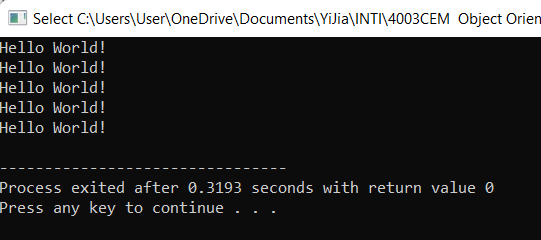 Select C:\Users\User\OneDrive\Documents\YiJia\INTI\4003CEM  Object Orien
Hello World!
Hello World!
Hello World!
Hello World!
Hello World!
--------------------------------
Process exited after 0.3193 seconds with return value 0
Press any key to continue . . .